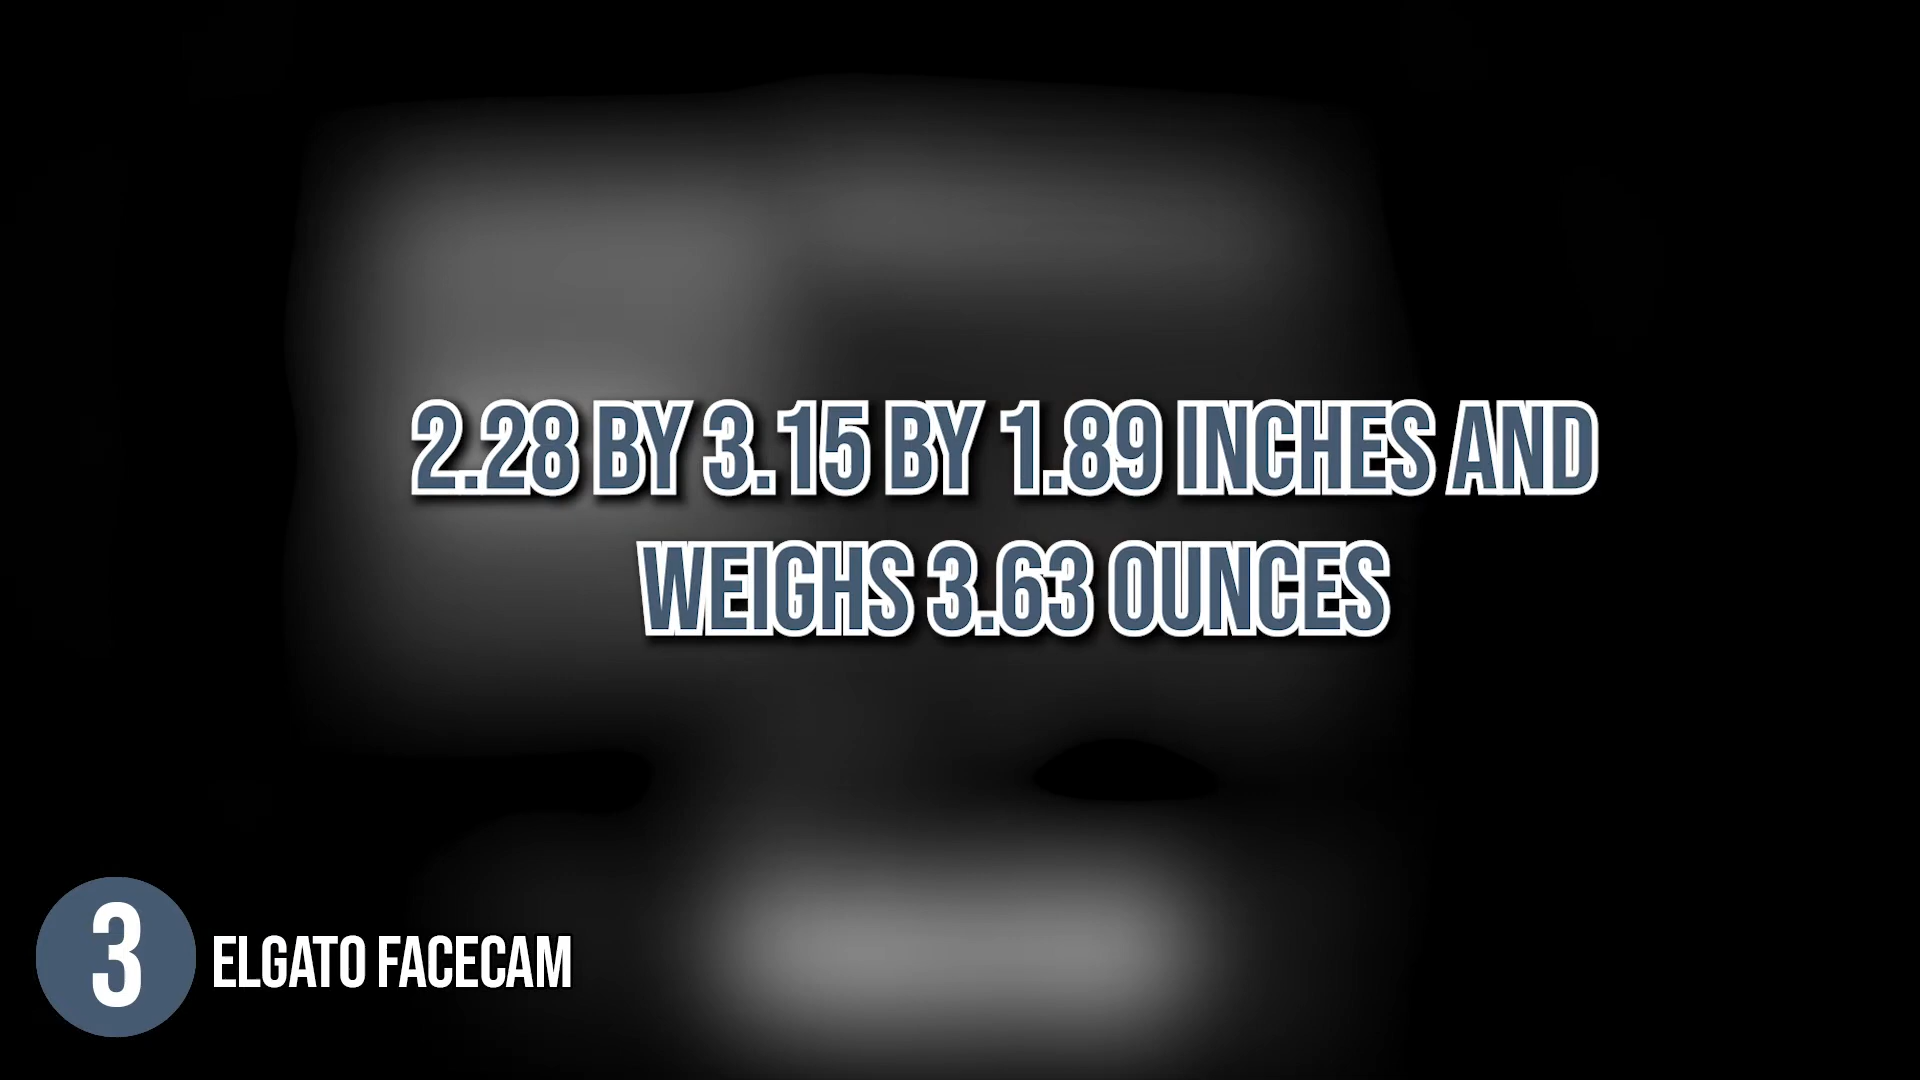 2.28 BY 3.15 BY 1.89 INCHES AND
WEIGHS 3.63 OUNCES
3 ELGATO FACECAM